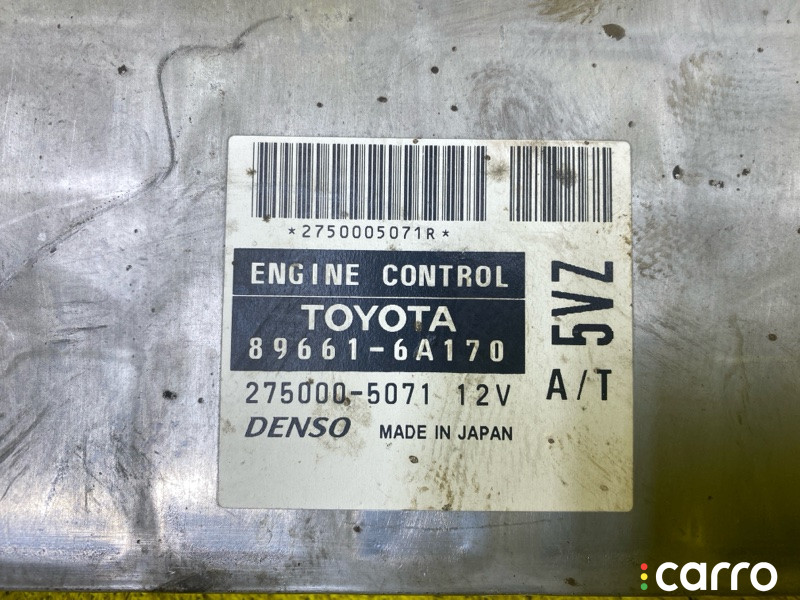 *2750005071R*
ENGINE CONTROL
TOYOTA
89661-6A170
275000-5071 12V
DENSO MADE IN JAPAN
5VZ
A/T
carro